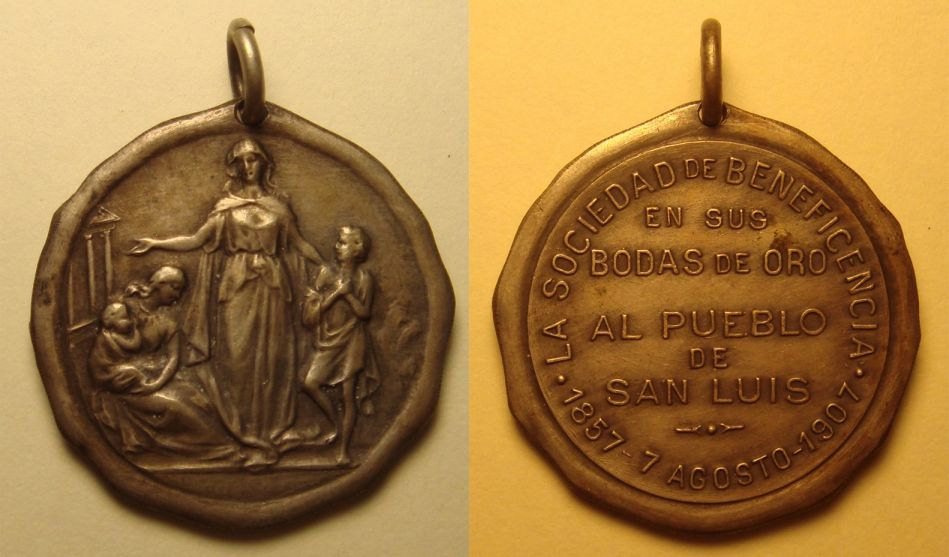 LA SOCIEDAD DE BENEFICENCIA
EN SUS
BODAS DE ORO
AL PUEBLO
DE
SAN LUIS
1857-7 AGOSTO-1907